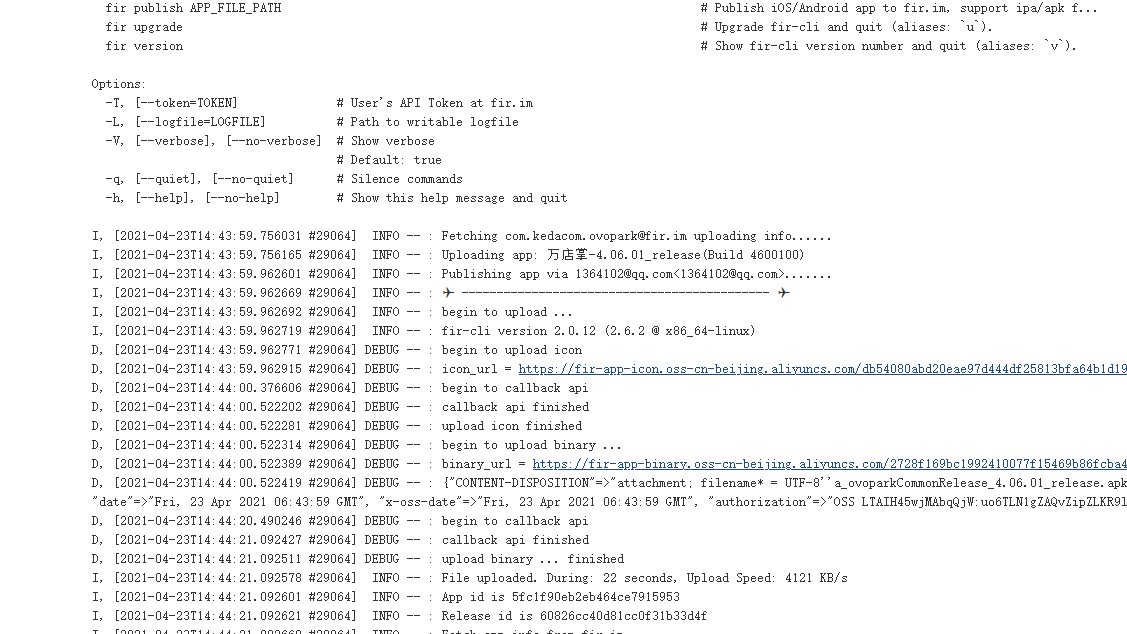 fir publish APP_FILE_PATH # Publish iOS/Android app to fir.im, support ipa/apk f...
fir upgrade # Upgrade fir-cli and quit (aliases: `u`).
fir version # Show fir-cli version number and quit (aliases: `v`).
Options:
-T, [--token=TOKEN] # User's API Token at fir.im
-L, [--logfile=LOGFILE] # Path to writable logfile
-V, [--verbose], [--no-verbose] # Show verbose
# Default: true
-q, [--quiet], [--no-quiet] # Silence commands
-h, [--help], [--no-help] # Show this help message and quit
I, [2021-04-23T14:43:59.756031 #29064] INFO -- : Fetching com.kedacom.ovopark@fir.im uploading info......
I, [2021-04-23T14:43:59.756165 #29064] INFO -- : Uploading app: 万店掌-4.06.01_release(Build 4600100)
I, [2021-04-23T14:43:59.962601 #29064] INFO -- : Publishing app via 1364102@qq.com<1364102@qq.com>.......
I, [2021-04-23T14:43:59.962669 #29064] INFO -- : ✈ -------------------------------------------- ✈
I, [2021-04-23T14:43:59.962692 #29064] INFO -- : begin to upload ...
I, [2021-04-23T14:43:59.962719 #29064] INFO -- : fir-cli version 2.0.12 (2.6.2 @ x86_64-linux)
D, [2021-04-23T14:43:59.962771 #29064] DEBUG -- : begin to upload icon
D, [2021-04-23T14:43:59.962915 #29064] DEBUG -- : icon_url = https://fir-app-icon.oss-cn-beijing.aliyuncs.com/db54080abd20eae97d444df25813bfa64b1d19
D, [2021-04-23T14:44:00.376606 #29064] DEBUG -- : begin to callback api
D, [2021-04-23T14:44:00.522202 #29064] DEBUG -- : callback api finished
D, [2021-04-23T14:44:00.522281 #29064] DEBUG -- : upload icon finished
D, [2021-04-23T14:44:00.522314 #29064] DEBUG -- : begin to upload binary ...
D, [2021-04-23T14:44:00.522389 #29064] DEBUG -- : binary_url = https://fir-app-binary.oss-cn-beijing.aliyuncs.com/2728f169bc1992410077f15469b86fcba4
D, [2021-04-23T14:44:00.522419 #29064] DEBUG -- : {"CONTENT-DISPOSITION"=>"attachment; filename* = UTF-8''a_ovoparkCommonRelease_4.06.01_release.apk
"date"=>"Fri, 23 Apr 2021 06:43:59 GMT", "x-oss-date"=>"Fri, 23 Apr 2021 06:43:59 GMT", "authorization"=>"OSS LTAIH45wjMAbqQjW:uo6TLN1gZAQvZipZLKR9l
D, [2021-04-23T14:44:20.490246 #29064] DEBUG -- : begin to callback api
D, [2021-04-23T14:44:21.092427 #29064] DEBUG -- : callback api finished
D, [2021-04-23T14:44:21.092511 #29064] DEBUG -- : upload binary ... finished
I, [2021-04-23T14:44:21.092578 #29064] INFO -- : File uploaded. During: 22 seconds, Upload Speed: 4121 KB/s
I, [2021-04-23T14:44:21.092601 #29064] INFO -- : App id is 5fc1f90eb2eb464ce7915953
I, [2021-04-23T14:44:21.092621 #29064] INFO -- : Release id is 60826cc40d81cc0f31b33d4f